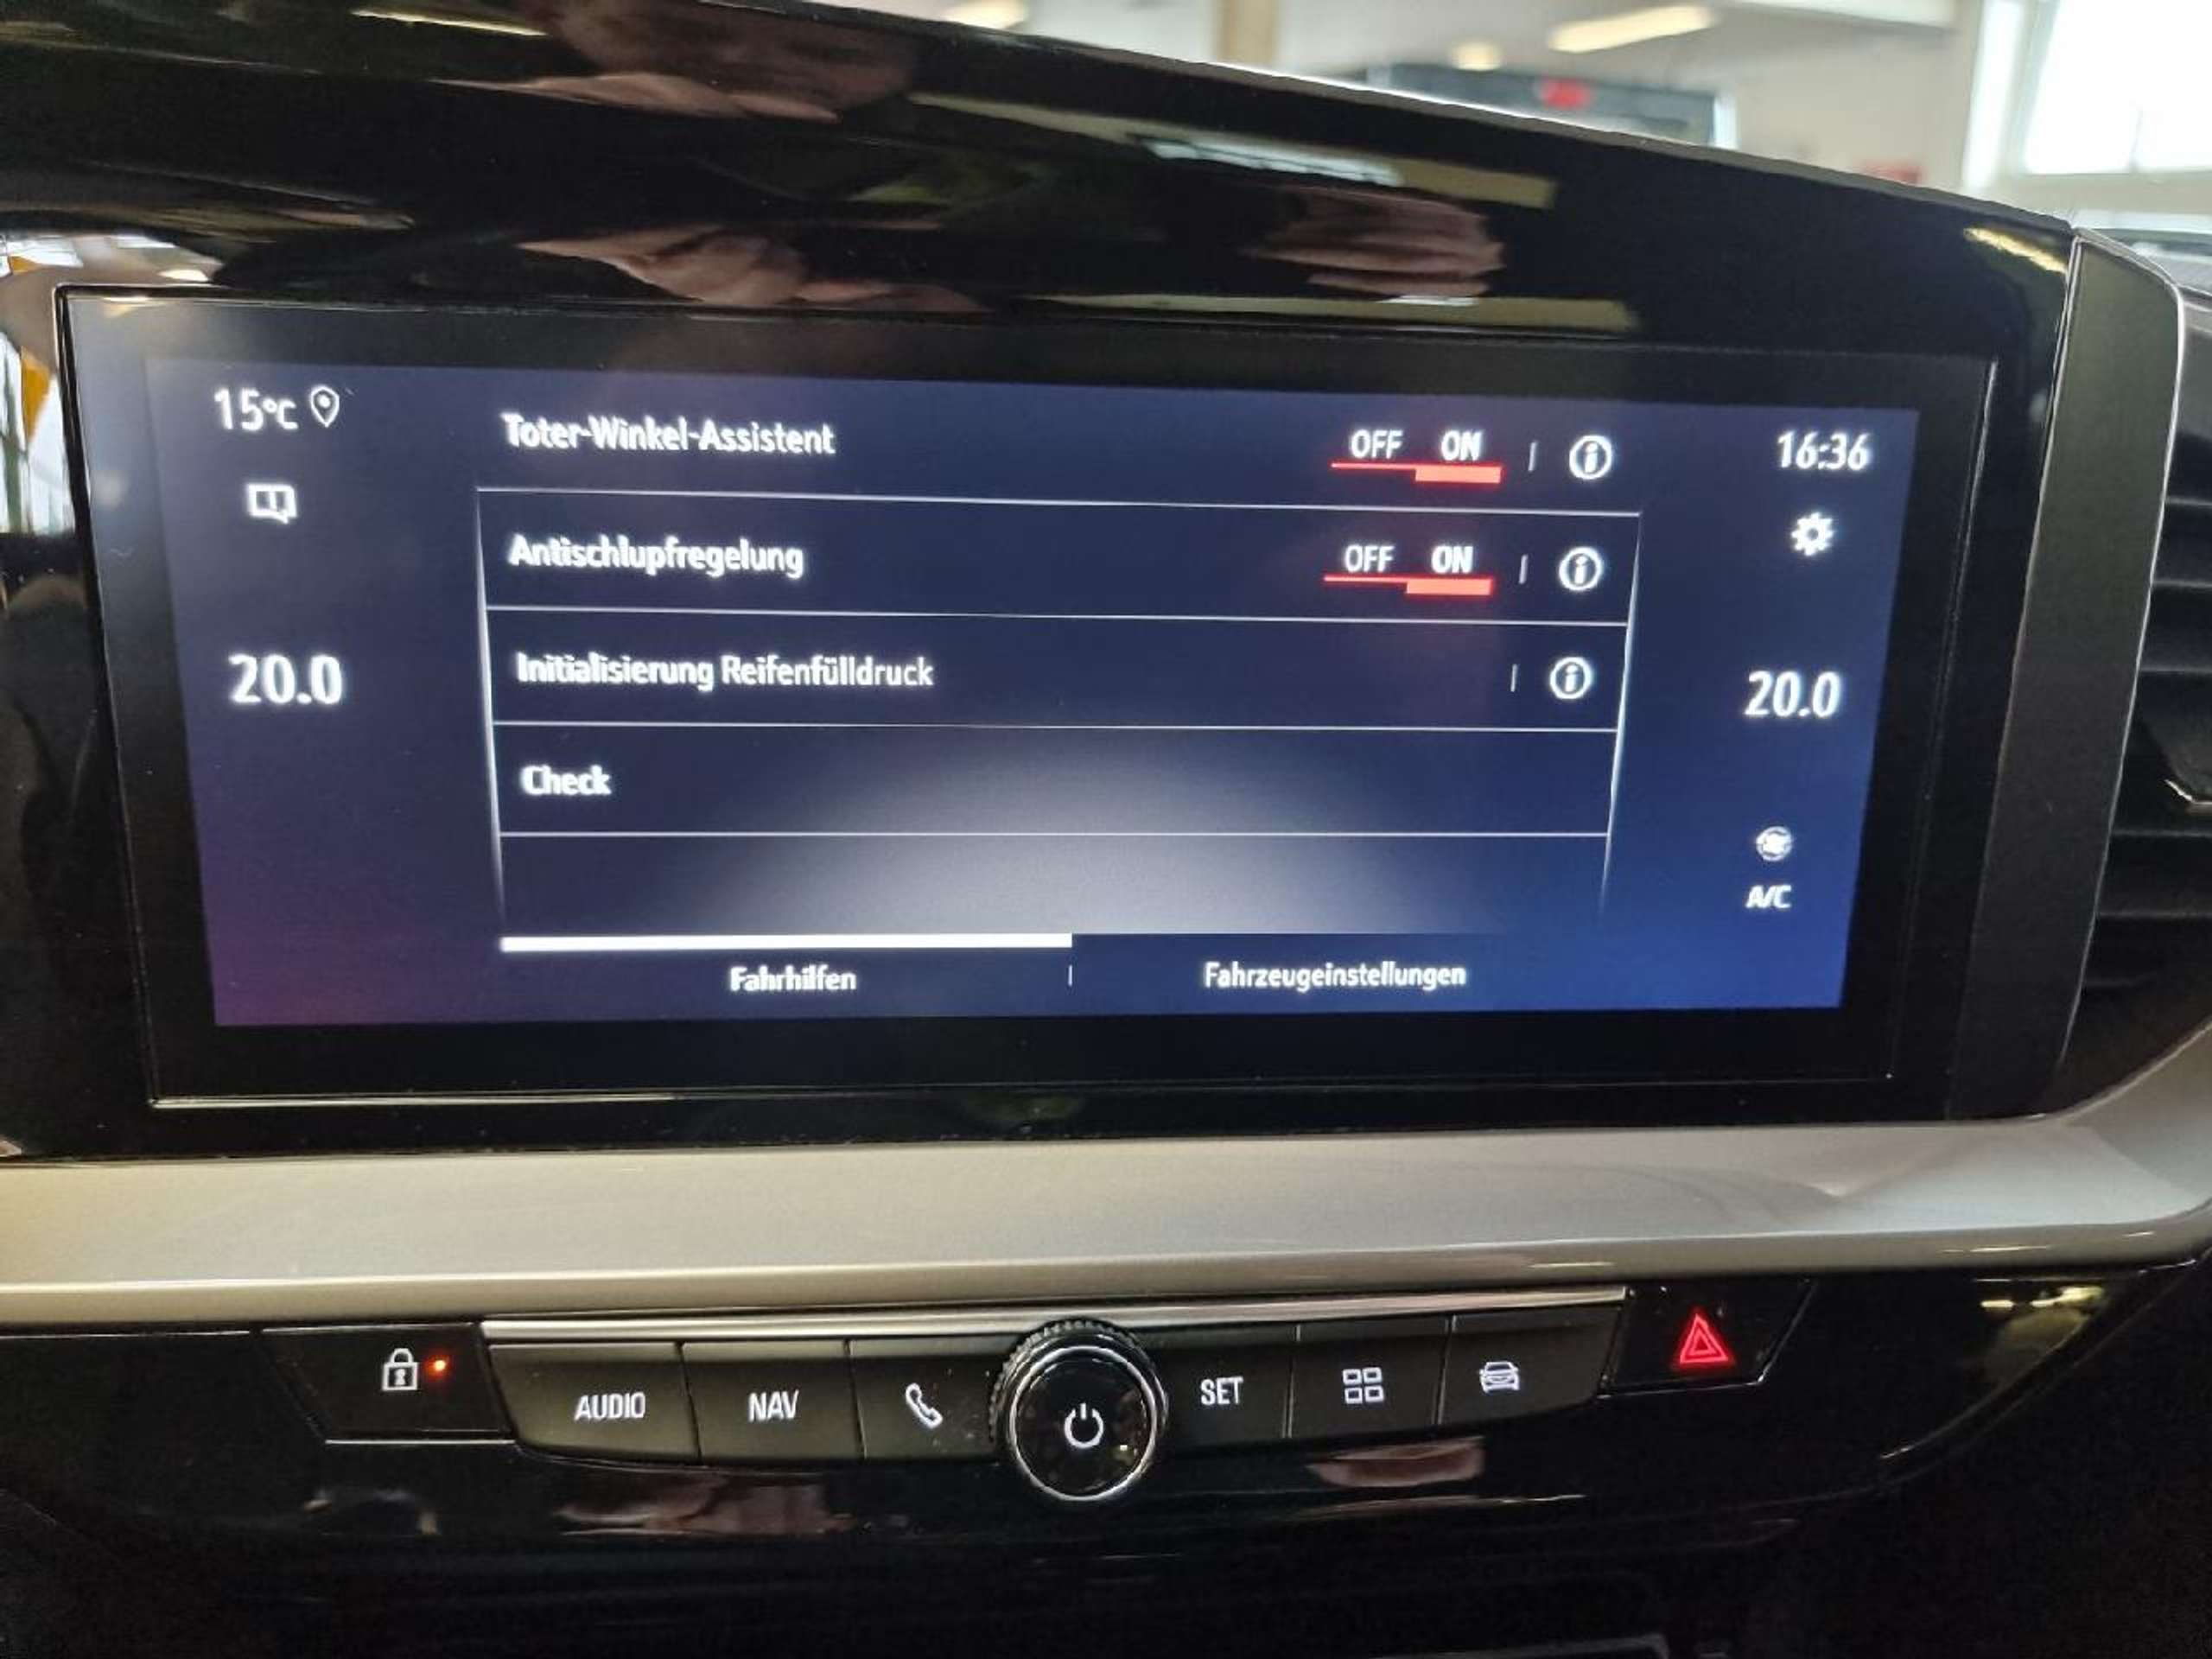 15°C
Toter-Winkel-Assistent OFF ON
16:36
Antischlupfregelung OFF ON
Initialisierung Reifenfülldruck
20.0
20.0
Check
A/C
Fahrhilfen
Fahrzeugeinstellungen
AUDIO
NAV
SET